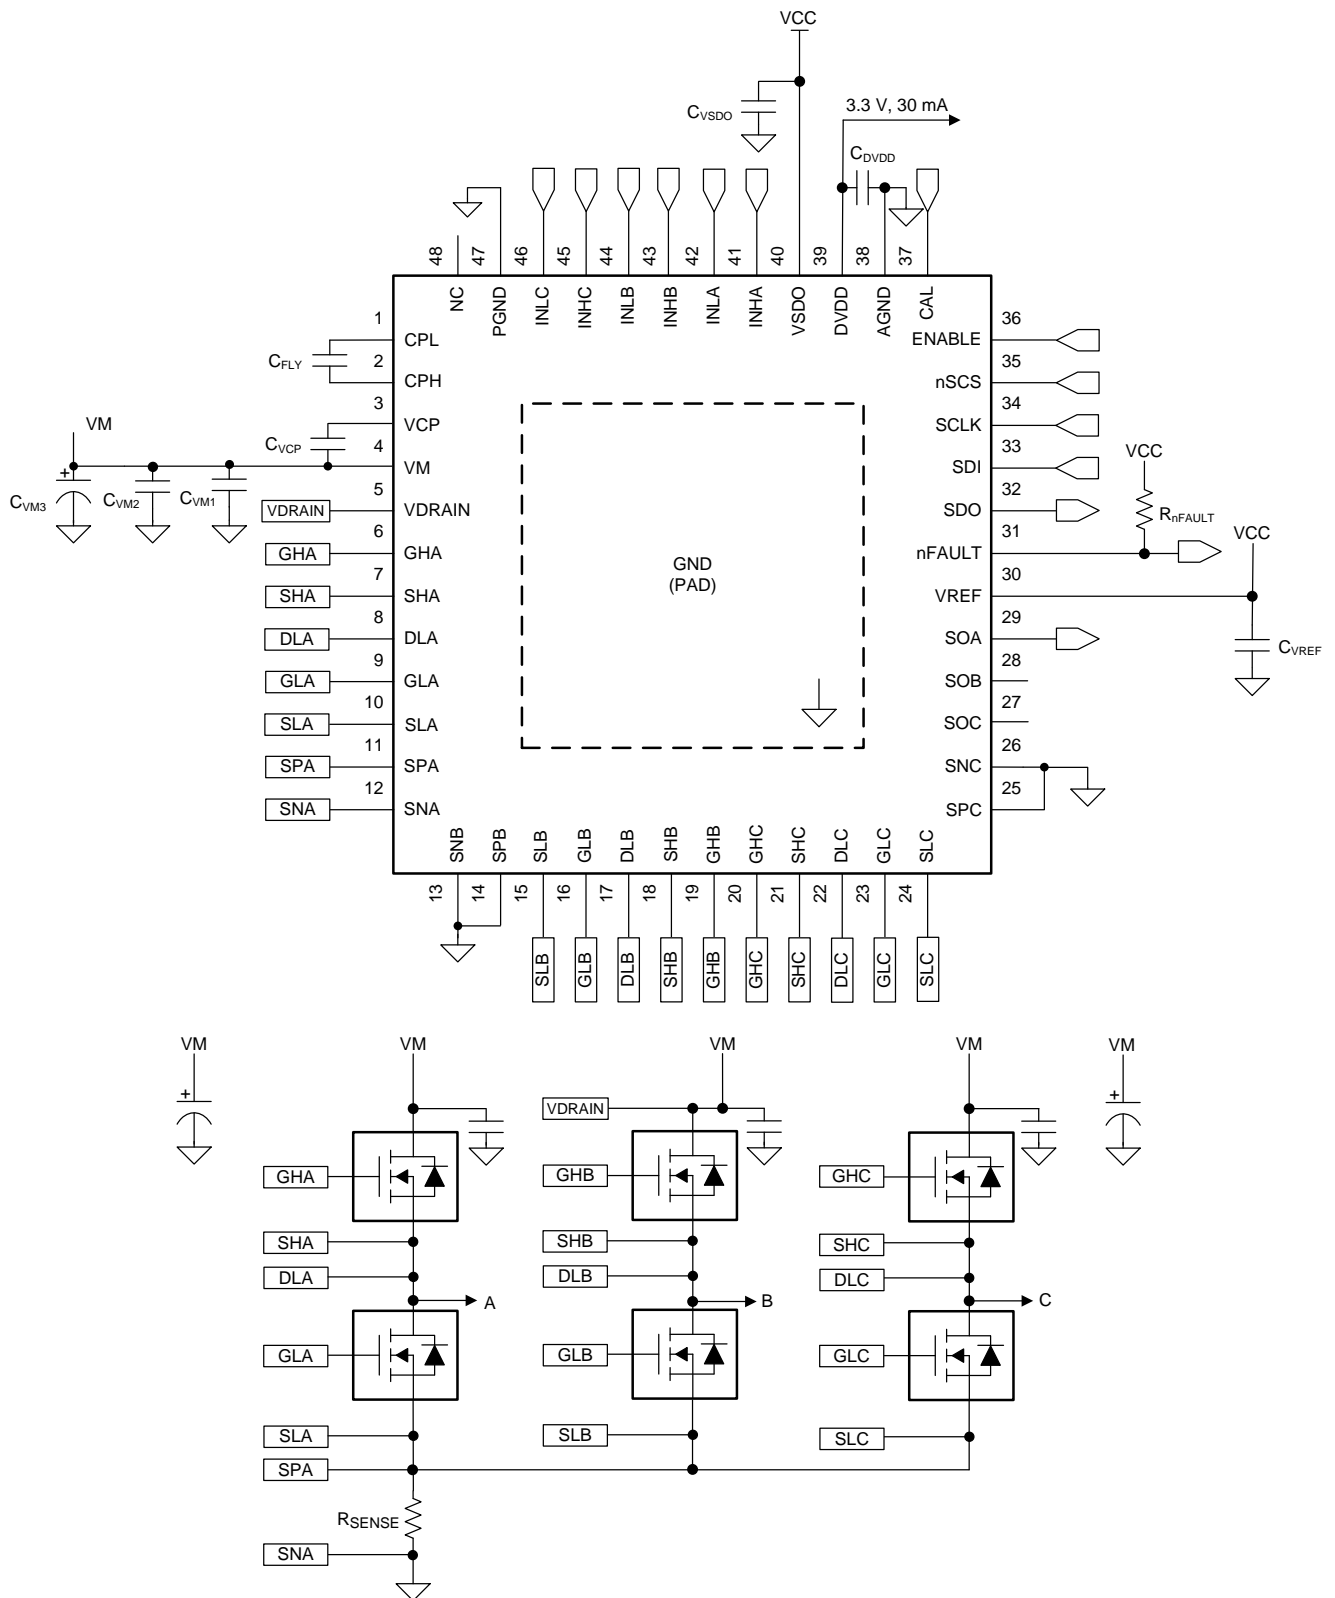 VCC
CVSDO
3.3 V, 30 mA
CDVDD
48 47 46 45 44 43 42 41 40 39 38 37
NC PGND INLC INHC INLB INHB INLA INHA VSDO DVDD AGND CAL
1 CPL
CFLY
2 CPH
3 VCP
CVCP
VM
4 VM
CVM3 CVM2 CVM1
VDRAIN 5 VDRAIN
GHA 6 GHA
SHA 7 SHA
DLA 8 DLA
GLA 9 GLA
SLA 10 SLA
SPA 11 SPA
SNA 12 SNA
GND
(PAD)
36 ENABLE
35 nSCS
34 SCLK
33 SDI
32 SDO
VCC
RnFAULT
31 nFAULT
VCC
30 VREF
CVREF
29 SOA
28 SOB
27 SOC
26 SNC
25 SPC
SNB SPB SLB GLB DLB SHB GHB GHC SHC DLC GLC SLC
13 14 15 16 17 18 19 20 21 22 23 24
SLB GLB DLB SHB GHB GHC SHC DLC GLC SLC
VM VM VM VM VM
+ +
VDRAIN
GHA GHB GHC
SHA SHB SHC
DLA DLB DLC
A B C
GLA GLB GLC
SLA SLB SLC
SPA
RSENSE
SNA